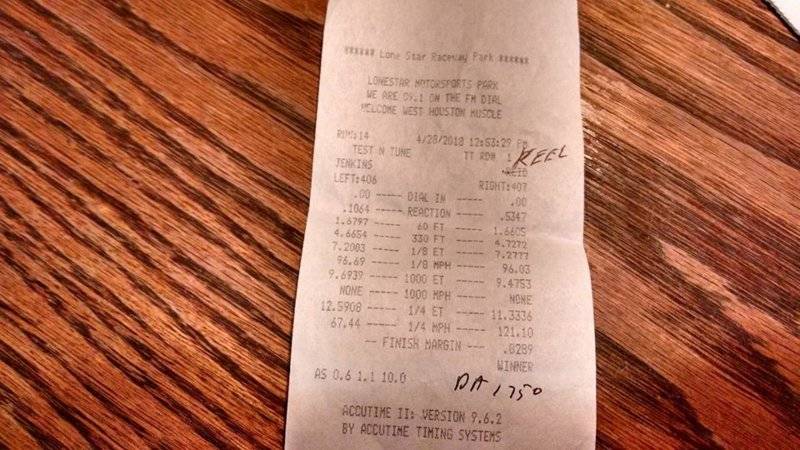 ****** Lone Star Raceway Park ******
LONESTAR MOTORSPORTS PARK
WE ARE 89.1 ON THE FM DIAL
WELCOME WEST HOUSTON MUSCLE
RUN:14 4/28/2018 12:53:29 PM
TEST N TUNE TT RD# 1 KEEL
JENKINS REID
LEFT:406 RIGHT:407
.00 ----- DIAL IN ----- .00
.1064 ----- REACTION ----- .5347
1.6797 ----- 60 FT ----- 1.6605
4.6654 ----- 330 FT ----- 4.7272
7.2003 ----- 1/8 ET ----- 7.2777
96.69 ----- 1/8 MPH ----- 96.03
9.6939 ----- 1000 ET ----- 9.4753
NONE ----- 1000 MPH ----- NONE
12.5908 ----- 1/4 ET ----- 11.3336
67.44 ----- 1/4 MPH ----- 121.10
-- FINISH MARGIN -- .8289
WINNER
AS 0.6 1.1 10.0 DA 1750
ACCUTIME II: VERSION 9.6.2
BY ACCUTIME TIMING SYSTEMS